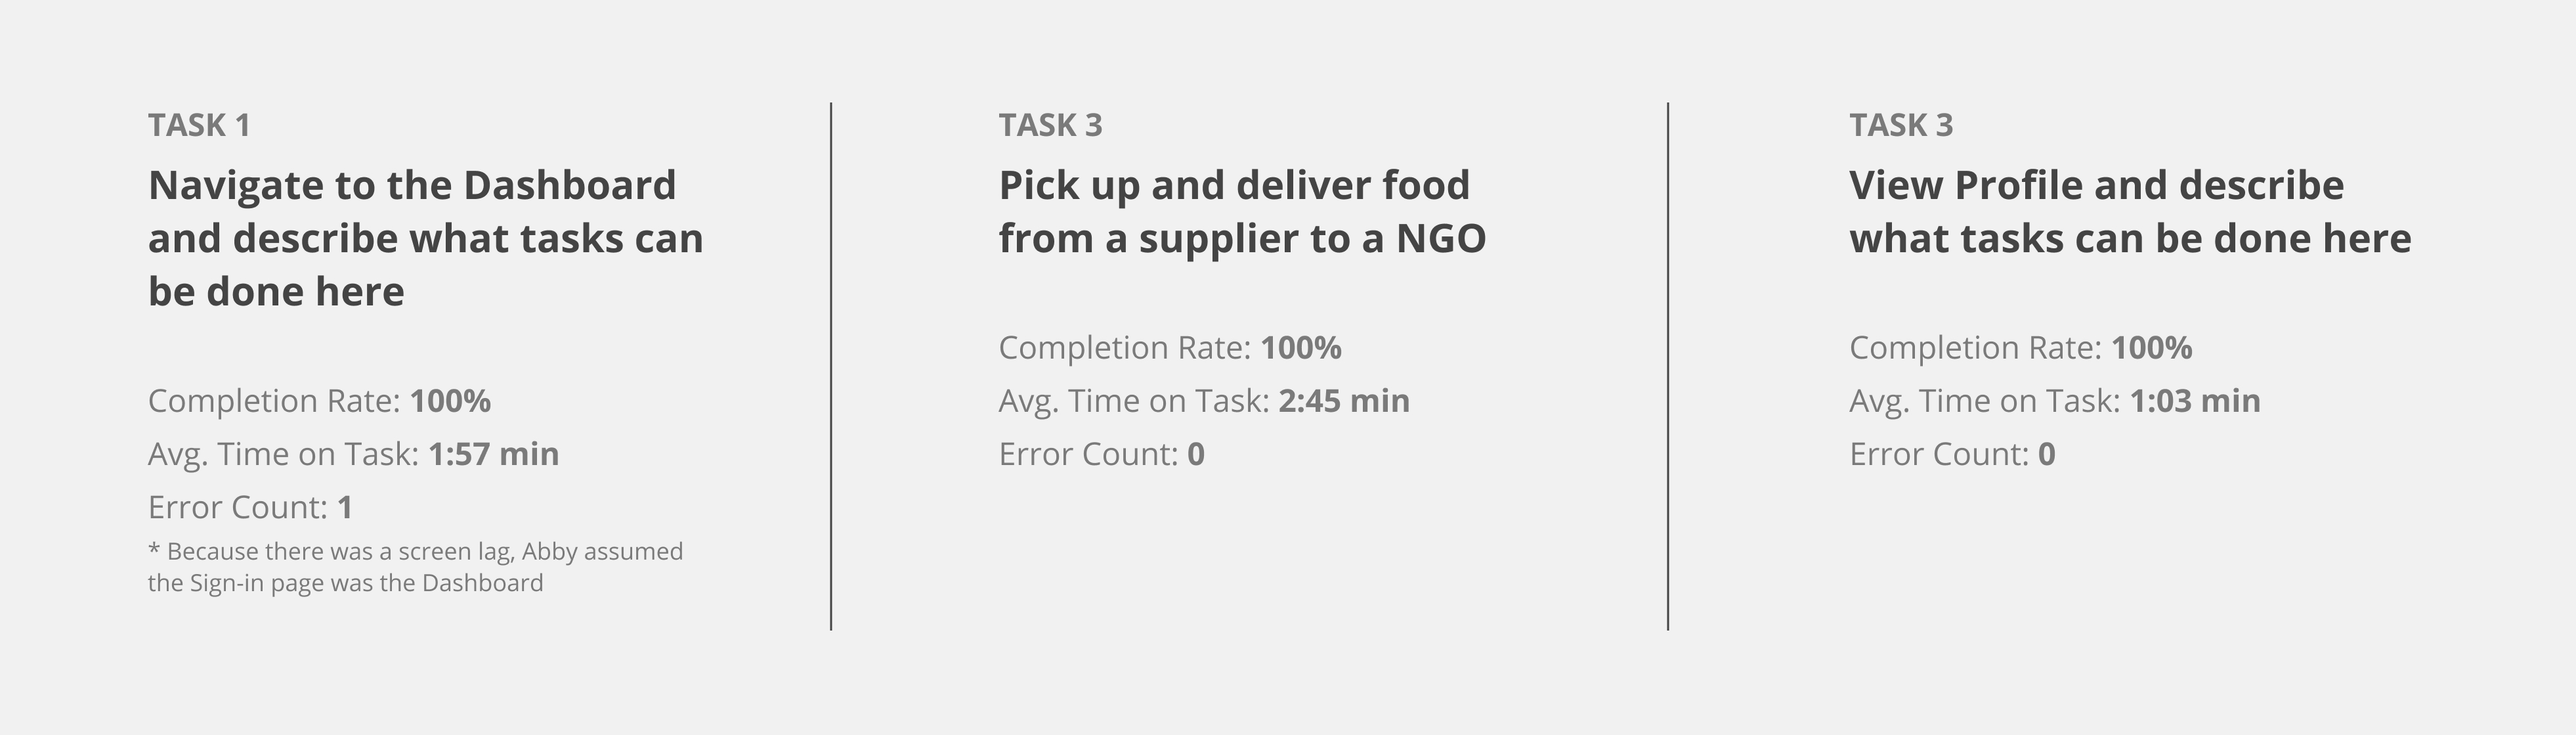 TASK 1
Navigate to the Dashboard
and describe what tasks can
be done here
Completion Rate: 100%
Avg. Time on Task: 1:57 min
Error Count: 1
* Because there was a screen lag, Abby assumed
the Sign-in page was the Dashboard
TASK 3
Pick up and deliver food
from a supplier to a NGO
Completion Rate: 100%
Avg. Time on Task: 2:45 min
Error Count: 0
TASK 3
View Profile and describe
what tasks can be done here
Completion Rate: 100%
Avg. Time on Task: 1:03 min
Error Count: 0